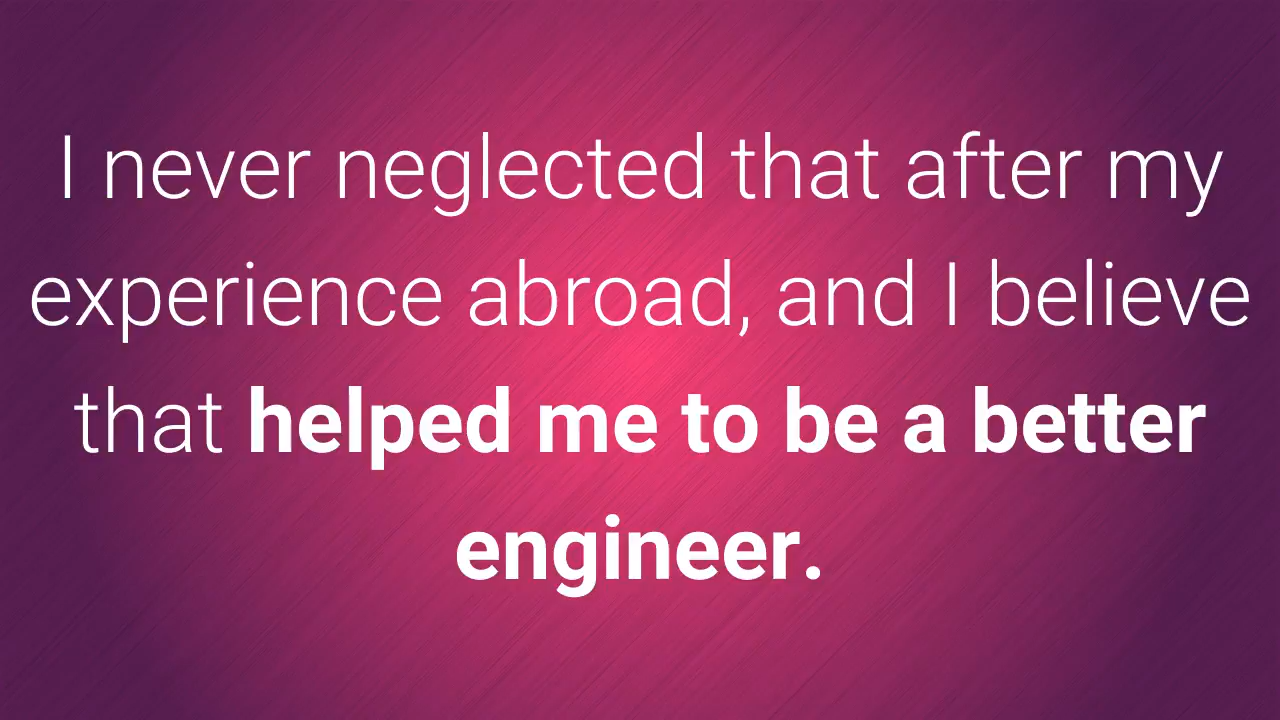 I never neglected that after my
experience abroad, and I believe
that helped me to be a better
engineer.